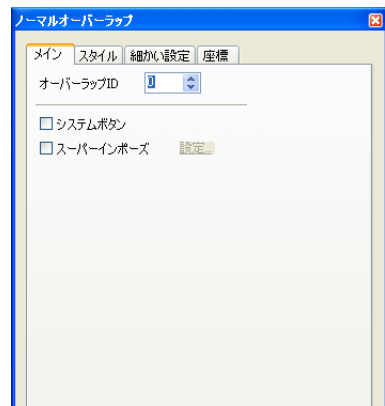 ノーマルオーバーラップ
メイン スタイル 細かい設定 座標
オーバーラップID 0
システムボタン
スーパーインポーズ 設定...